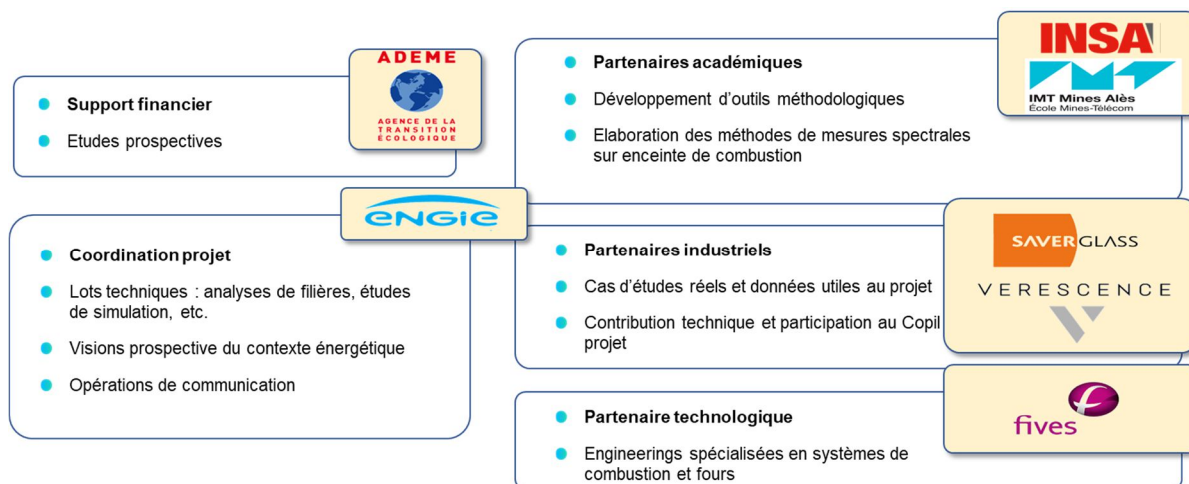 ADEME
AGENCE DE LA
TRANSITION
ÉCOLOGIQUE
Support financier
Etudes prospectives
ENGIE
Coordination projet
Lots techniques : analyses de filières, études
de simulation, etc.
Visions prospective du contexte énergétique
Opérations de communication
INSA
IMT Mines Alès
École Mines-Télécom
Partenaires académiques
Développement d'outils méthodologiques
Elaboration des méthodes de mesures spectrales
sur enceinte de combustion
SAVERGLASS
VERESCENCE
Partenaires industriels
Cas d'études réels et données utiles au projet
Contribution technique et participation au Copil
projet
fives
Partenaire technologique
Engineerings spécialisées en systèmes de
combustion et fours